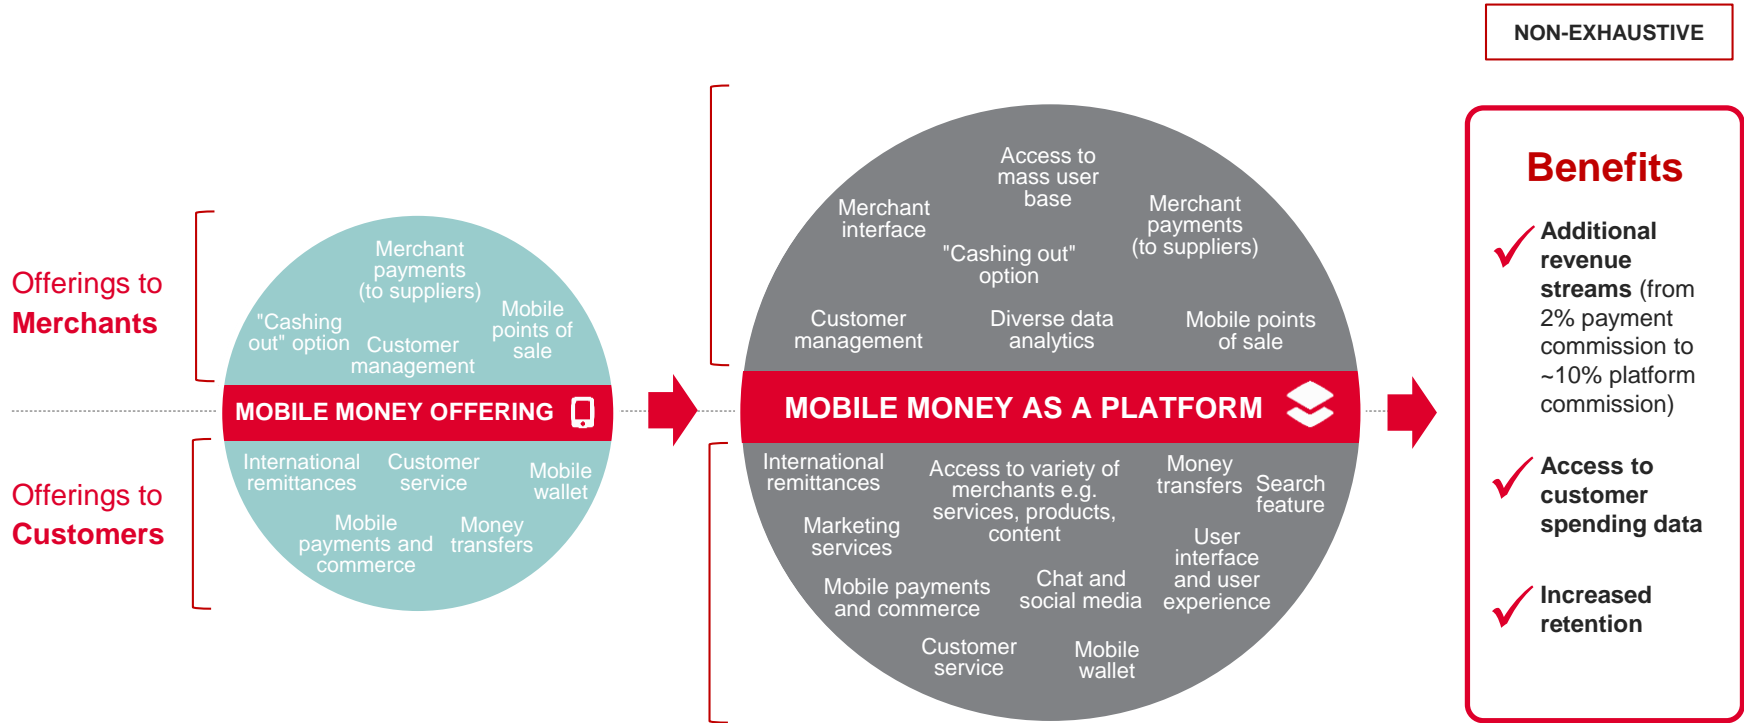 NON-EXHAUSTIVE
Offerings to
Merchants
Offerings to
Customers
Merchant
payments
(to suppliers)
"Cashing
out" option
Customer
management
Mobile
points of
sale
MOBILE MONEY OFFERING
International
remittances
Customer
service
Mobile
wallet
Mobile
payments and
commerce
Money
transfers
Access to
mass user
base
Merchant
interface
Merchant
payments
(to suppliers)
"Cashing out"
option
Customer
management
Diverse data
analytics
Mobile points
of sale
MOBILE MONEY AS A PLATFORM
International
remittances
Access to variety of
merchants e.g.
services, products,
content
Money
transfers
Search
feature
Marketing
services
User
interface
and user
experience
Mobile payments
and commerce
Chat and
social media
Customer
service
Mobile
wallet
Benefits
Additional
revenue
streams (from
2% payment
commission to
~10% platform
commission)
Access to
customer
spending data
Increased
retention